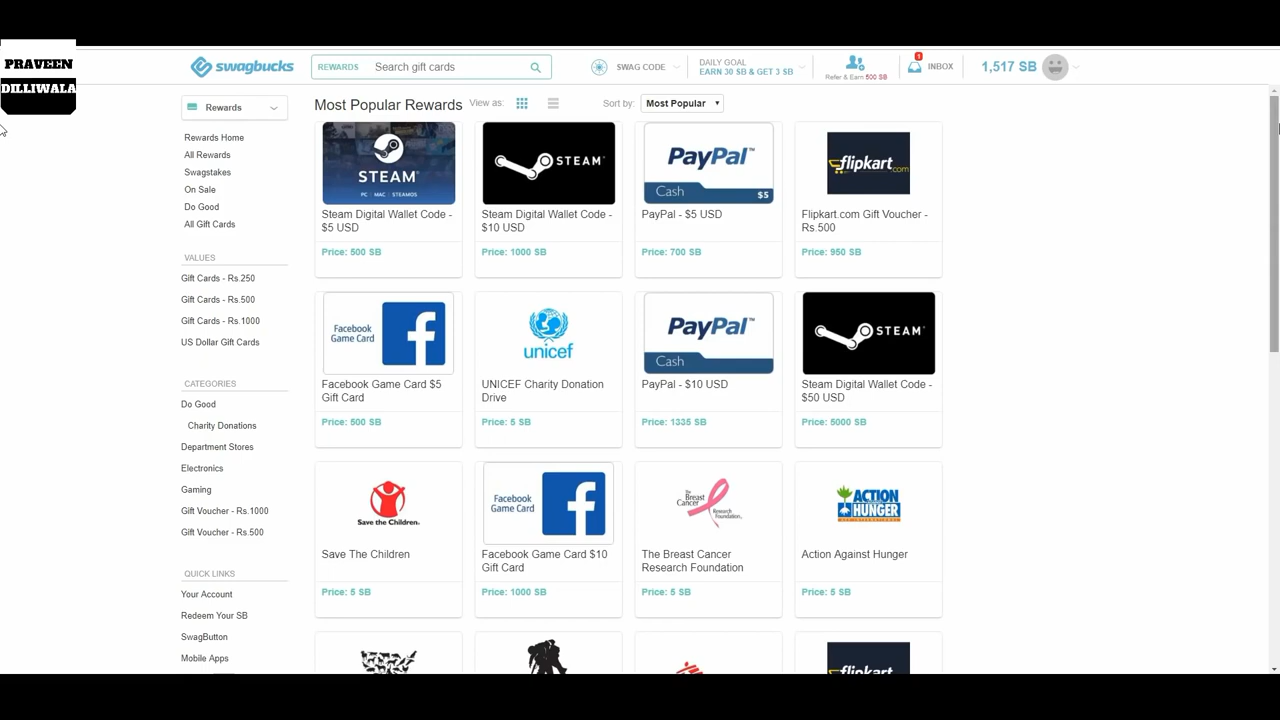 PRAVEEN
DILLIWALA
swagbucks
REWARDS Search gift cards
SWAG CODE
DAILY GOAL
EARN 30 SB & GET 3 SB
Refer & Earn 500 SB
1
INBOX
1,517 SB
Rewards
Rewards Home
All Rewards
Swagstakes
On Sale
Do Good
All Gift Cards
VALUES
Gift Cards - Rs.250
Gift Cards - Rs.500
Gift Cards - Rs.1000
US Dollar Gift Cards
CATEGORIES
Do Good
Charity Donations
Department Stores
Electronics
Gaming
Gift Voucher - Rs.1000
Gift Voucher - Rs.500
QUICK LINKS
Your Account
Redeem Your SB
SwagButton
Mobile Apps
Most Popular Rewards View as: Sort by: Most Popular
STEAM
PC | MAC | STEAMOS
Steam Digital Wallet Code -
$5 USD
Price: 500 SB
STEAM
Steam Digital Wallet Code -
$10 USD
Price: 1000 SB
PayPal
Cash $5
PayPal - $5 USD
Price: 700 SB
flipkart.com
Flipkart.com Gift Voucher -
Rs.500
Price: 950 SB
Facebook
Game Card
Facebook Game Card $5
Gift Card
Price: 500 SB
unicef
UNICEF Charity Donation
Drive
Price: 5 SB
PayPal
Cash
PayPal - $10 USD
Price: 1335 SB
STEAM
Steam Digital Wallet Code -
$50 USD
Price: 5000 SB
Save the Children.
Save The Children
Price: 5 SB
Facebook
Game Card
Facebook Game Card $10
Gift Card
Price: 1000 SB
The
Breast
Cancer
Research
Foundation.
The Breast Cancer
Research Foundation
Price: 5 SB
ACTION
AGAINST
HUNGER
ACF INTERNATIONAL
Action Against Hunger
Price: 5 SB
flipkart